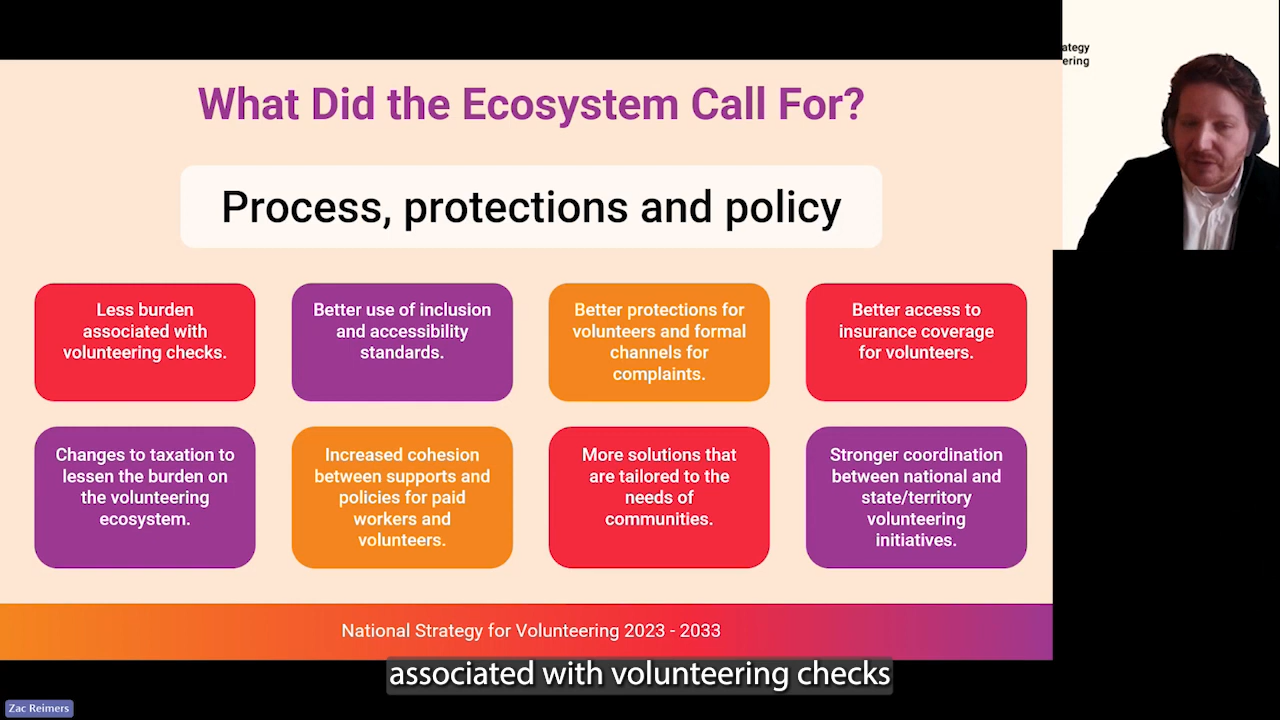 What Did the Ecosystem Call For?
ategy
ering
Process, protections and policy
Less burden
associated with
volunteering checks.
Better use of inclusion
and accessibility
standards.
Better protections for
volunteers and formal
channels for
complaints.
Better access to
insurance coverage
for volunteers.
Changes to taxation to
lessen the burden on
the volunteering
ecosystem.
Increased cohesion
between supports and
policies for paid
workers and
volunteers.
More solutions that
are tailored to the
needs of
communities.
Stronger coordination
between national and
state/territory
volunteering
initiatives.
National Strategy for Volunteering 2023 - 2033
associated with volunteering checks
Zac Reimers